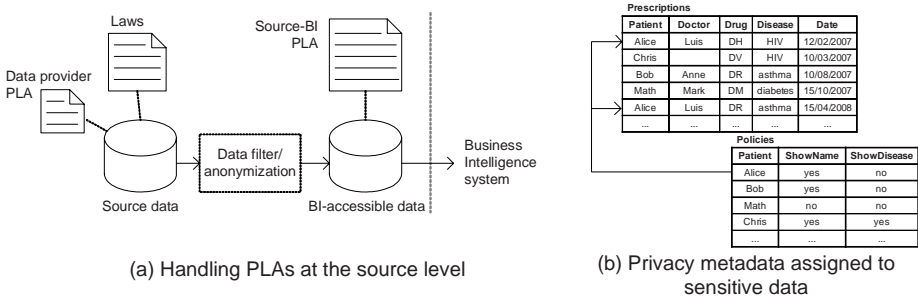 Laws
Source-BI
PLA
Data provider
PLA
Data filter/
anonymization
Business
Intelligence
system
Source data
BI-accessible data
(a) Handling PLAs at the source level
Prescriptions
Patient Doctor Drug Disease Date
Alice Luis DH HIV 12/02/2007
Chris DV HIV 10/03/2007
Bob Anne DR asthma 10/08/2007
Math Mark DM diabetes 15/10/2007
Alice Luis DR asthma 15/04/2008
... ... ... ... ...
Policies
Patient ShowName ShowDisease
Alice yes no
Bob yes no
Math no no
Chris yes yes
... ... ...
(b) Privacy metadata assigned to
sensitive data